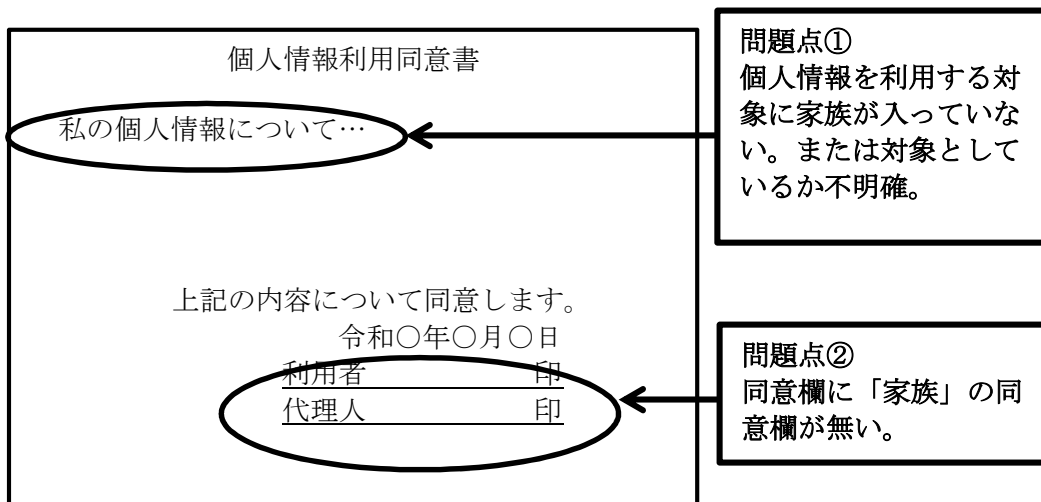 個人情報利用同意書
私の個人情報について…
上記の内容について同意します。
令和〇年〇月〇日
利用者 印
代理人 印
問題点①
個人情報を利用する対
象に家族が入っていな
い。または対象として
いるか不明確。
問題点②
同意欄に「家族」の同
意欄が無い。